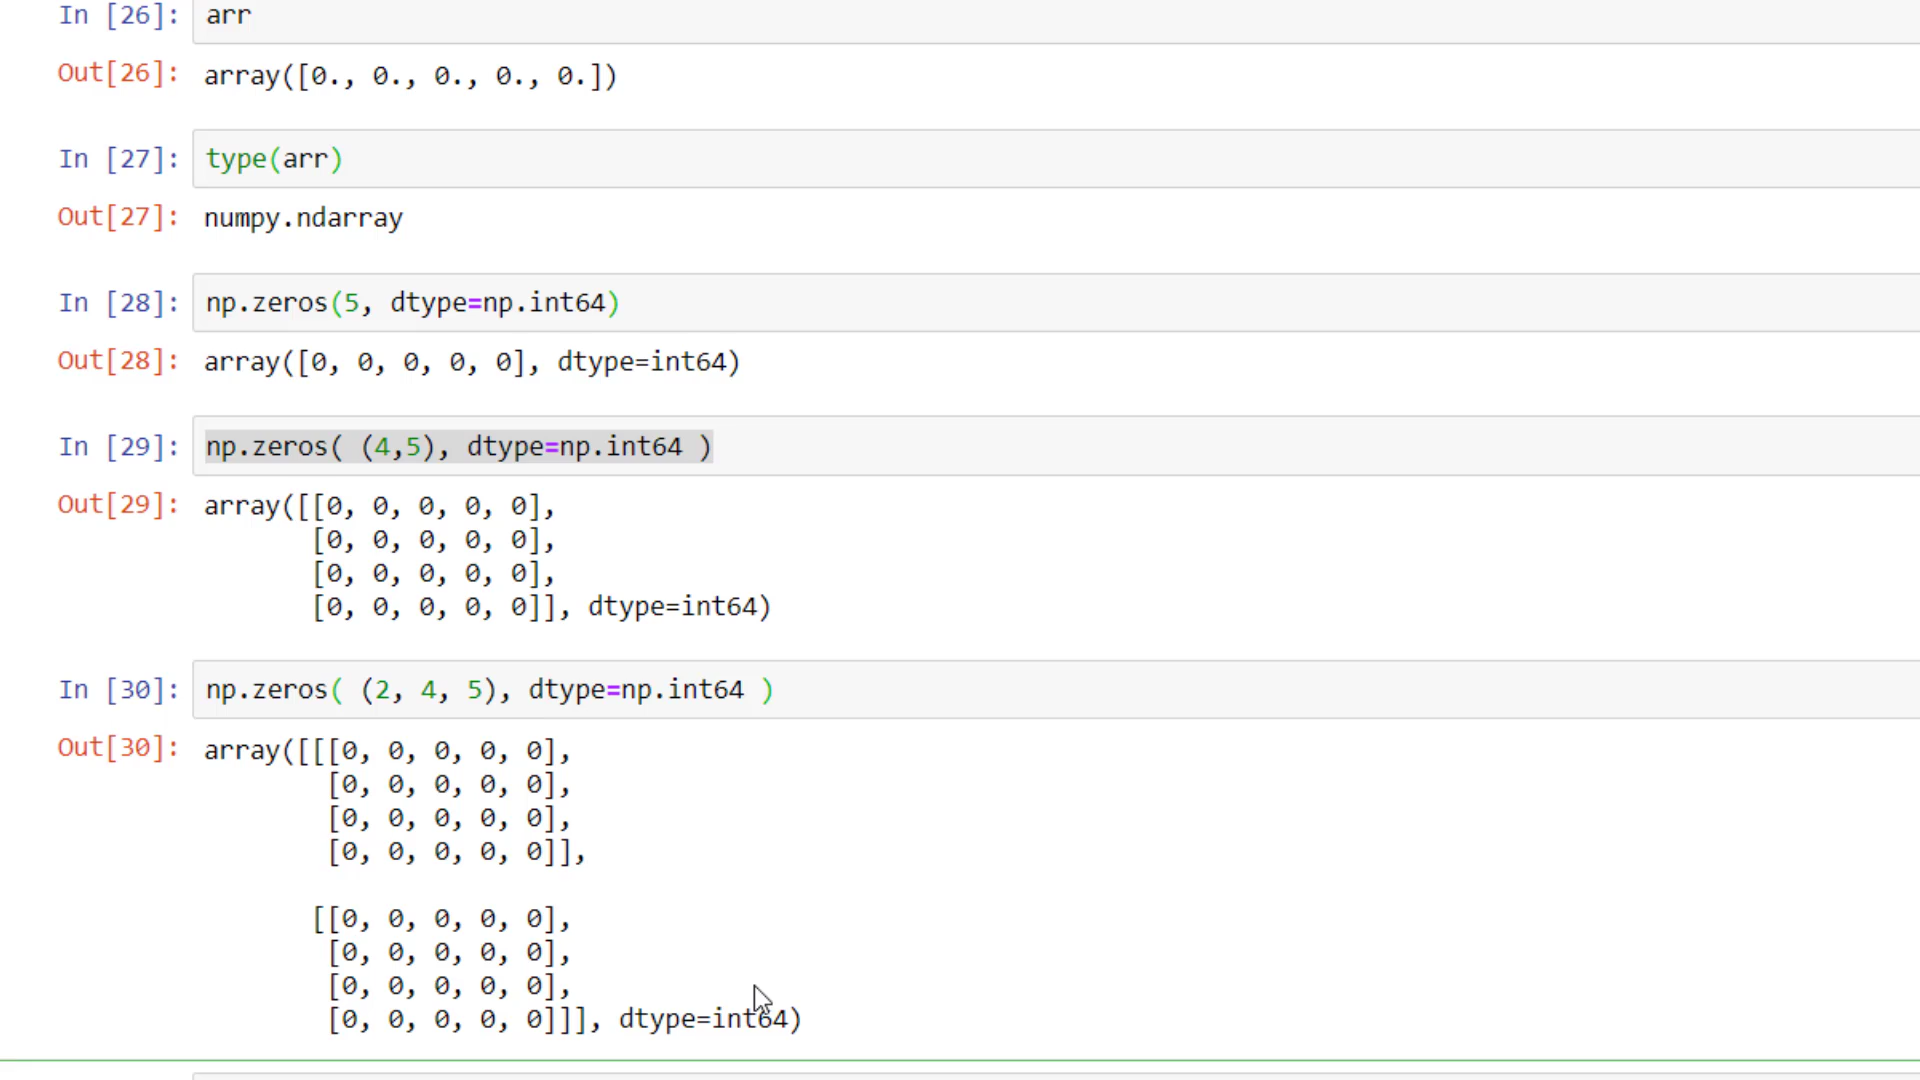 In [26]: arr
Out[26]: array([0., 0., 0., 0., 0.])
In [27]: type(arr)
Out[27]: numpy.ndarray
In [28]: np.zeros(5, dtype=np.int64)
Out[28]: array([0, 0, 0, 0, 0], dtype=int64)
In [29]: np.zeros( (4,5), dtype=np.int64 )
Out[29]: array([[0, 0, 0, 0, 0],
[0, 0, 0, 0, 0],
[0, 0, 0, 0, 0],
[0, 0, 0, 0, 0]], dtype=int64)
In [30]: np.zeros( (2, 4, 5), dtype=np.int64 )
Out[30]: array([[[0, 0, 0, 0, 0],
[0, 0, 0, 0, 0],
[0, 0, 0, 0, 0],
[0, 0, 0, 0, 0]],
[[0, 0, 0, 0, 0],
[0, 0, 0, 0, 0],
[0, 0, 0, 0, 0],
[0, 0, 0, 0, 0]]], dtype=int64)